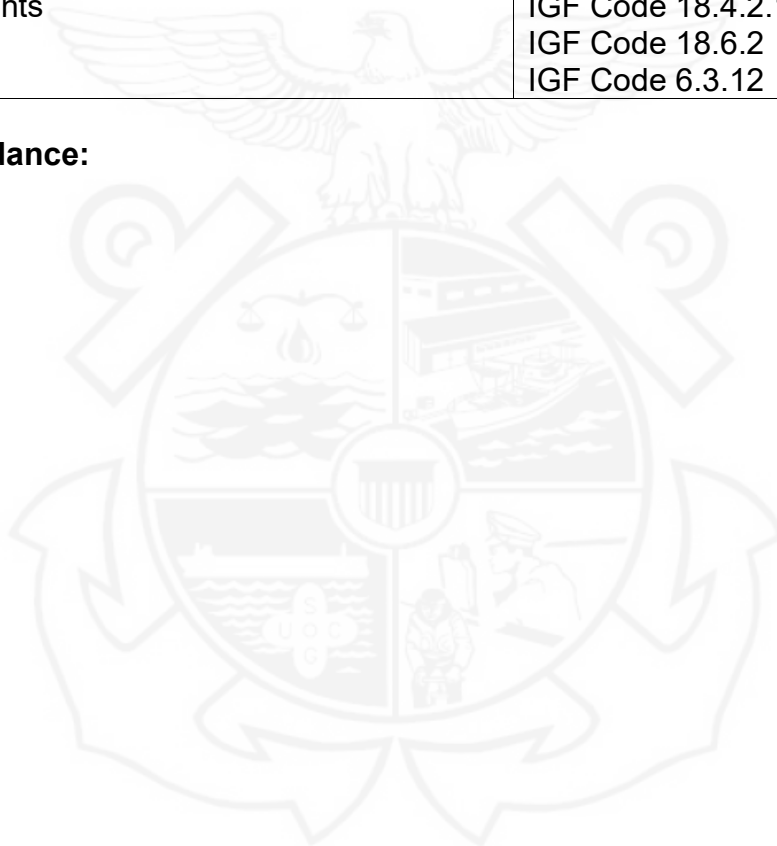 nts
IGF Code 18.4.2.
IGF Code 18.6.2
IGF Code 6.3.12
lance:
S
U O C
G